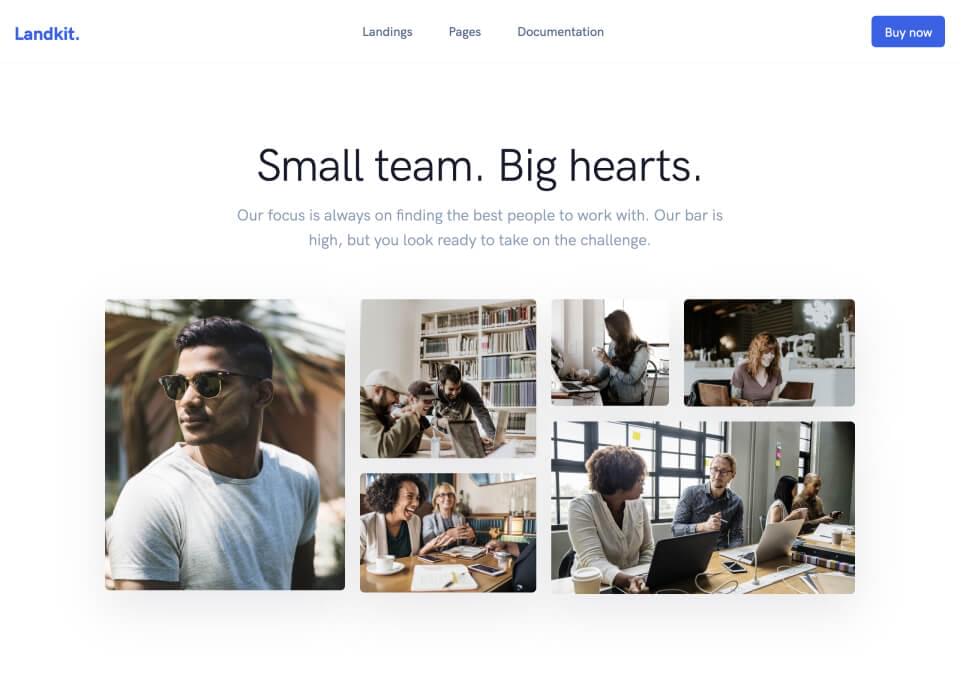 Landkit.
Landings Pages Documentation
Buy now
Small team. Big hearts.
Our focus is always on finding the best people to work with. Our bar is
high, but you look ready to take on the challenge.